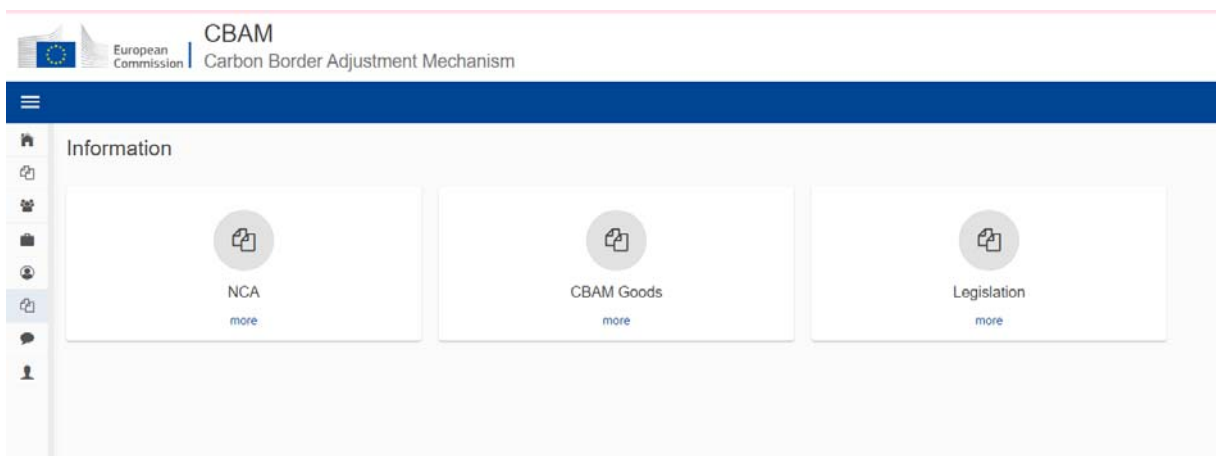 European
Commission
CBAM
Carbon Border Adjustment Mechanism
Information
NCA
more
CBAM Goods
more
Legislation
more